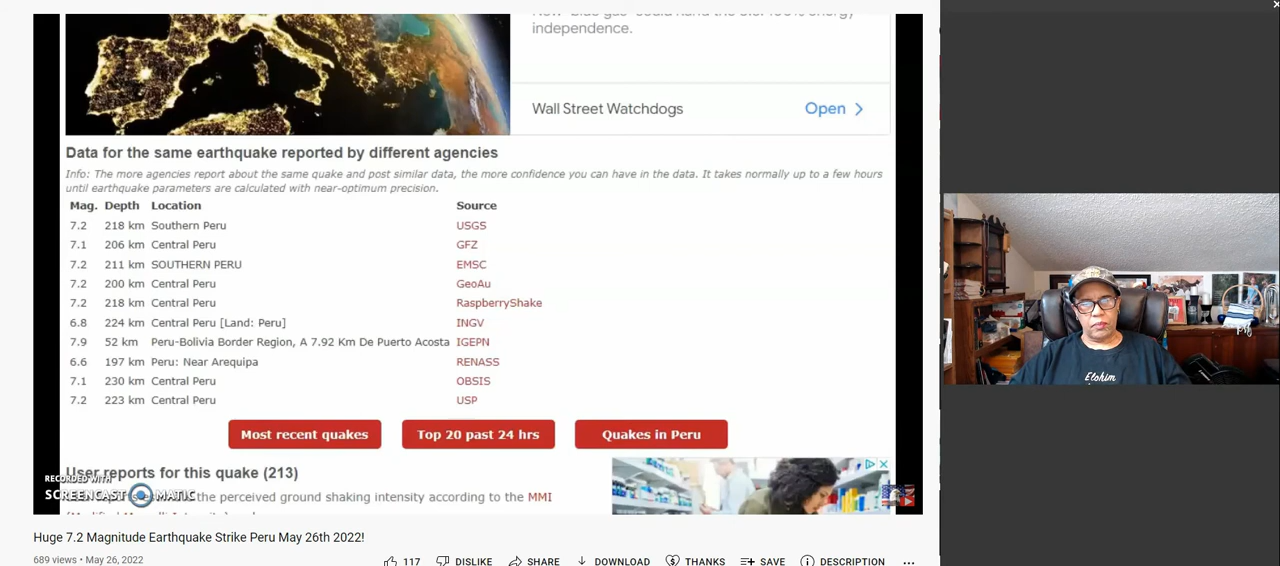 independence.
Wall Street Watchdogs Open
Data for the same earthquake reported by different agencies
Info: The more agencies report about the same quake and post similar data, the more confidence you can have in the data. It takes normally up to a few hours
until earthquake parameters are calculated with near-optimum precision.
Mag. Depth Location Source
7.2 218 km Southern Peru USGS
7.1 206 km Central Peru GFZ
7.2 211 km SOUTHERN PERU EMSC
7.2 200 km Central Peru GeoAu
7.2 218 km Central Peru RaspberryShake
6.8 224 km Central Peru [Land: Peru] INGV
7.9 52 km Peru-Bolivia Border Region, A 7.92 Km De Puerto Acosta IGEPN
6.6 197 km Peru: Near Arequipa RENASS
7.1 230 km Central Peru OBSIS
7.2 223 km Central Peru USP
Most recent quakes Top 20 past 24 hrs Quakes in Peru
User reports for this quake (213)
RECORDED WITH
SCREENCAST MATIC
the perceived ground shaking intensity according to the MMI
Elohim
Huge 7.2 Magnitude Earthquake Strike Peru May 26th 2022!
689 views • May 26, 2022
117 DISLIKE SHARE DOWNLOAD THANKS SAVE DESCRIPTION ...